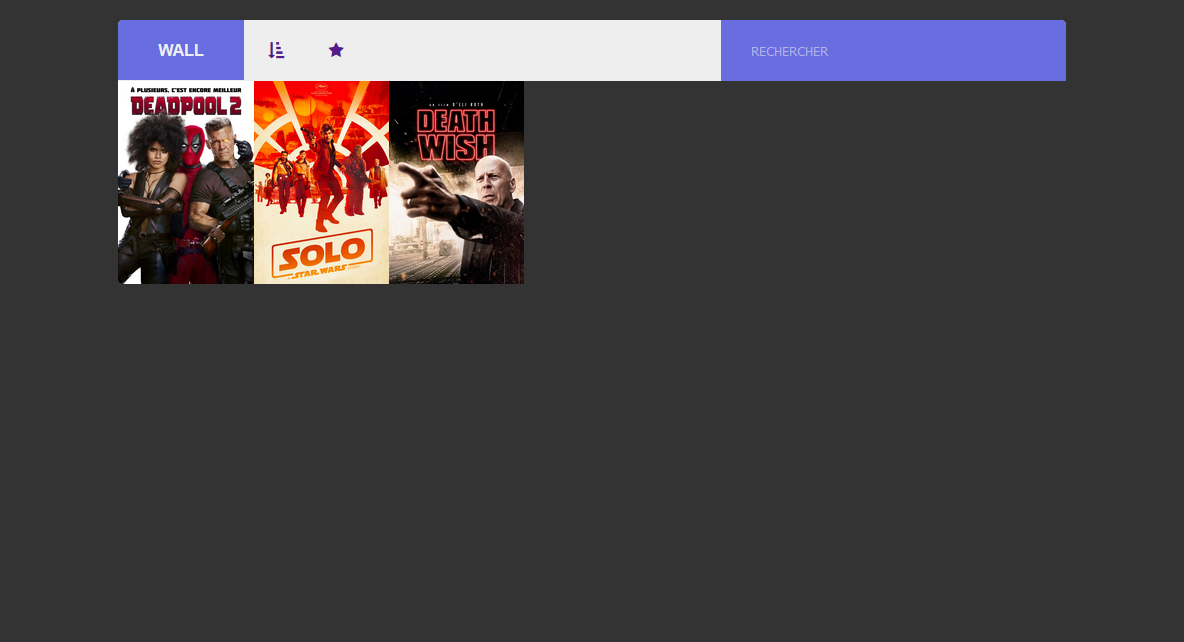 WALL
RECHERCHER
À PLUSIEURS, C'EST ENCORE MEILLEUR
DEADPOOL 2
SOLO
A STAR WARS
UN FILM D'ELI ROTH
DEATH
WISH